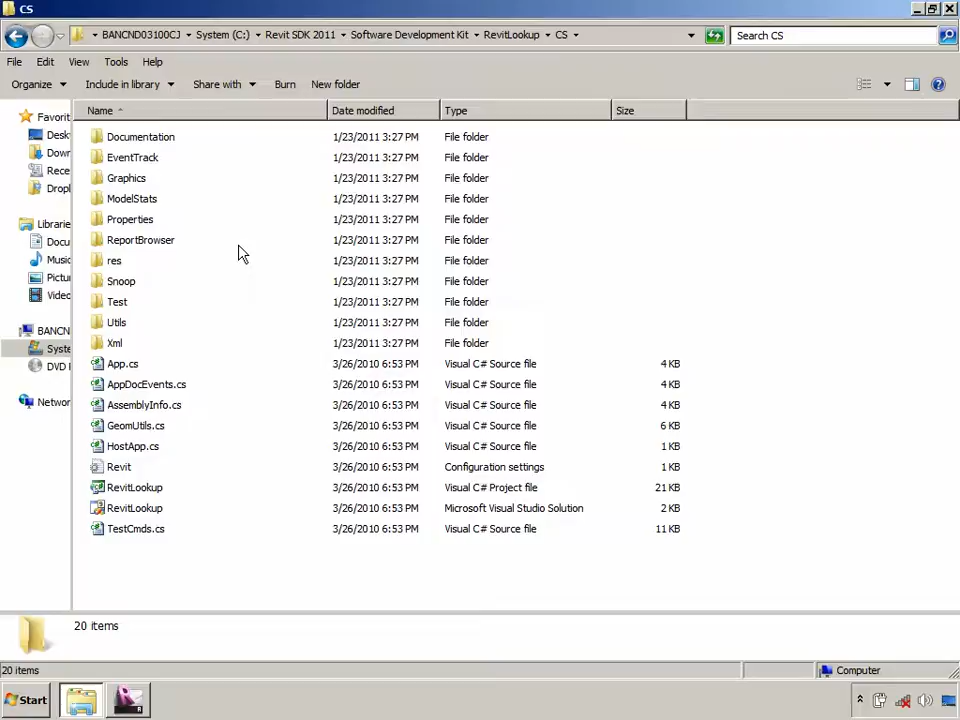 CS
BANCND03100CJ System (C:) Revit SDK 2011 Software Development Kit RevitLookup CS Search CS
File Edit View Tools Help
Organize Include in library Share with Burn New folder
Name Date modified Type Size
Favorit
Desk
Down
Rece
Dropl
Librarie
Docu
Music
Pictu
Video
BANCND
Syste
DVD
Networ
Documentation 1/23/2011 3:27 PM File folder
EventTrack 1/23/2011 3:27 PM File folder
Graphics 1/23/2011 3:27 PM File folder
ModelStats 1/23/2011 3:27 PM File folder
Properties 1/23/2011 3:27 PM File folder
ReportBrowser 1/23/2011 3:27 PM File folder
res 1/23/2011 3:27 PM File folder
Snoop 1/23/2011 3:27 PM File folder
Test 1/23/2011 3:27 PM File folder
Utils 1/23/2011 3:27 PM File folder
Xml 1/23/2011 3:27 PM File folder
App.cs 3/26/2010 6:53 PM Visual C# Source file 4 KB
AppDocEvents.cs 3/26/2010 6:53 PM Visual C# Source file 4 KB
AssemblyInfo.cs 3/26/2010 6:53 PM Visual C# Source file 4 KB
GeomUtils.cs 3/26/2010 6:53 PM Visual C# Source file 6 KB
HostApp.cs 3/26/2010 6:53 PM Visual C# Source file 1 KB
Revit 3/26/2010 6:53 PM Configuration settings 1 KB
RevitLookup 3/26/2010 6:53 PM Visual C# Project file 21 KB
RevitLookup 3/26/2010 6:53 PM Microsoft Visual Studio Solution 2 KB
TestCmds.cs 3/26/2010 6:53 PM Visual C# Source file 11 KB
20 items
20 items Computer
Start